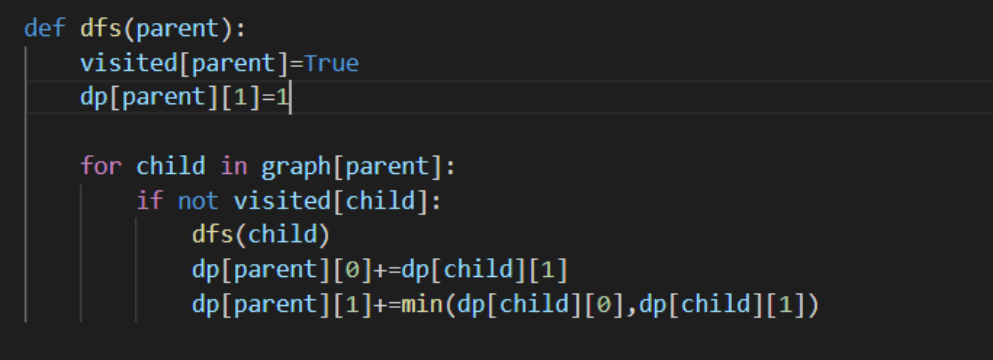 def dfs(parent):
    visited[parent]=True
    dp[parent][1]=1
    for child in graph[parent]:
        if not visited[child]:
            dfs(child)
            dp[parent][0]+=dp[child][1]
            dp[parent][1]+=min(dp[child][0],dp[child][1])